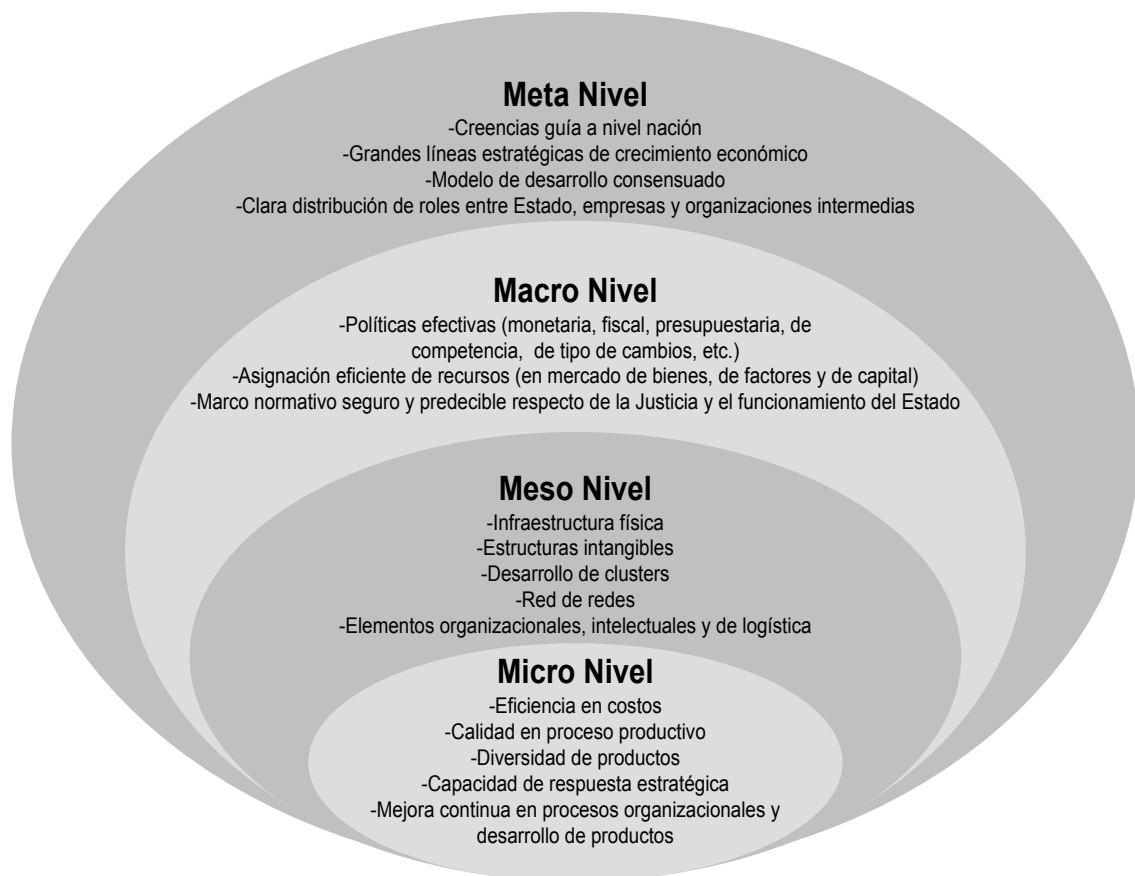 Meta Nivel
-Creencias guía a nivel nación
-Grandes líneas estratégicas de crecimiento económico
-Modelo de desarrollo consensuado
-Clara distribución de roles entre Estado, empresas y organizaciones intermedias
Macro Nivel
-Políticas efectivas (monetaria, fiscal, presupuestaria, de
competencia, de tipo de cambios, etc.)
-Asignación eficiente de recursos (en mercado de bienes, de factores y de capital)
-Marco normativo seguro y predecible respecto de la Justicia y el funcionamiento del Estado
Meso Nivel
-Infraestructura física
-Estructuras intangibles
-Desarrollo de clusters
-Red de redes
-Elementos organizacionales, intelectuales y de logística
Micro Nivel
-Eficiencia en costos
-Calidad en proceso productivo
-Diversidad de productos
-Capacidad de respuesta estratégica
-Mejora continua en procesos organizacionales y
desarrollo de productos